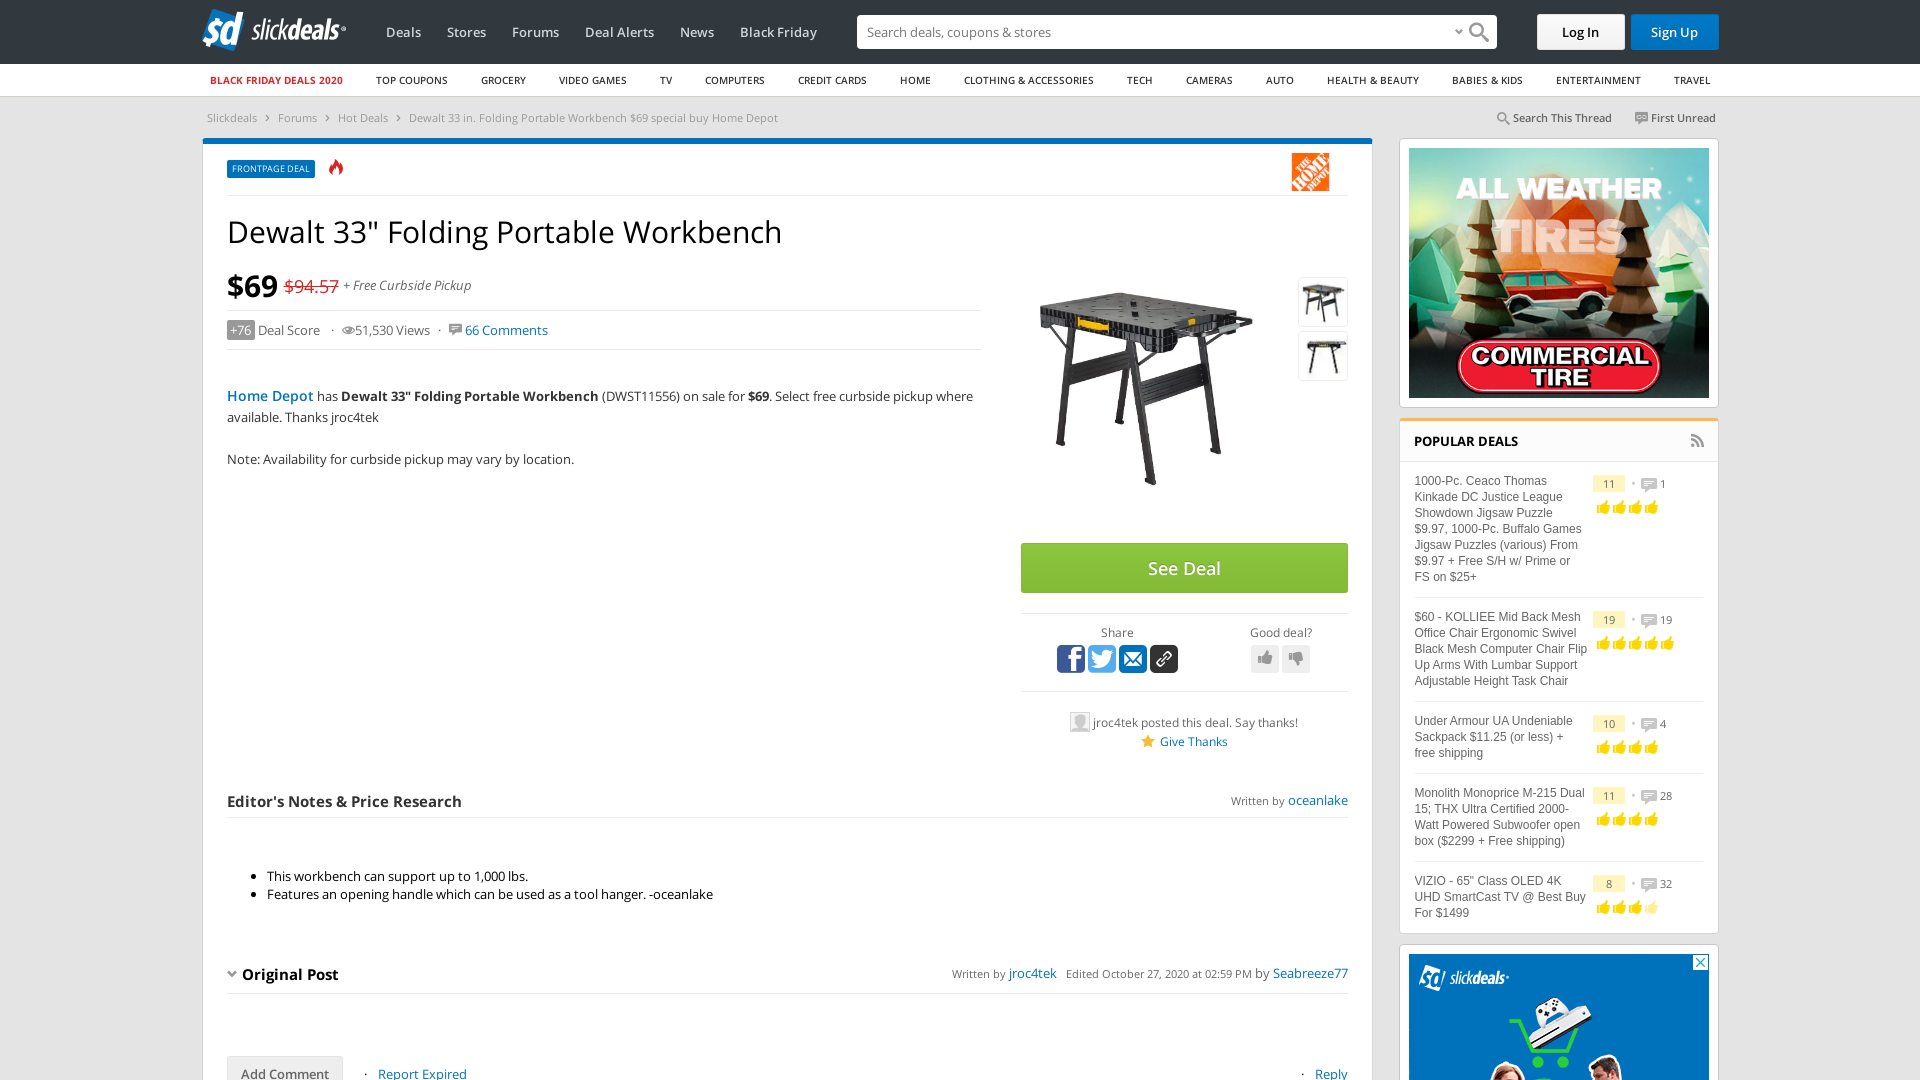 slickdeals
Deals Stores Forums Deal Alerts News Black Friday
Search deals, coupons & stores
Log In Sign Up
BLACK FRIDAY DEALS 2020 TOP COUPONS GROCERY VIDEO GAMES TV COMPUTERS CREDIT CARDS HOME CLOTHING & ACCESSORIES TECH CAMERAS AUTO HEALTH & BEAUTY BABIES & KIDS ENTERTAINMENT TRAVEL
Slickdeals > Forums > Hot Deals > Dewalt 33 in. Folding Portable Workbench $69 special buy Home Depot
Search This Thread First Unread
FRONTPAGE DEAL
THE HOME DEPOT
Dewalt 33" Folding Portable Workbench
$69 $94.57 + Free Curbside Pickup
+76 Deal Score · 51,530 Views · 66 Comments
Home Depot has Dewalt 33" Folding Portable Workbench (DWST11556) on sale for $69. Select free curbside pickup where
available. Thanks jroc4tek
Note: Availability for curbside pickup may vary by location.
See Deal
Share Good deal?
jroc4tek posted this deal. Say thanks!
Give Thanks
Editor's Notes & Price Research
Written by oceanlake
• This workbench can support up to 1,000 lbs.
• Features an opening handle which can be used as a tool hanger. -oceanlake
Original Post
Written by jroc4tek Edited October 27, 2020 at 02:59 PM by Seabreeze77
Add Comment · Report Expired · Reply
ALL WEATHER
TIRES
COMMERCIAL
TIRE
POPULAR DEALS
1000-Pc. Ceaco Thomas
Kinkade DC Justice League
Showdown Jigsaw Puzzle
$9.97, 1000-Pc. Buffalo Games
Jigsaw Puzzles (various) From
$9.97 + Free S/H w/ Prime or
FS on $25+
11 • 1
$60 - KOLLIEE Mid Back Mesh
Office Chair Ergonomic Swivel
Black Mesh Computer Chair Flip
Up Arms With Lumbar Support
Adjustable Height Task Chair
19 • 19
Under Armour UA Undeniable
Sackpack $11.25 (or less) +
free shipping
10 • 4
Monolith Monoprice M-215 Dual
15; THX Ultra Certified 2000-
Watt Powered Subwoofer open
box ($2299 + Free shipping)
11 • 28
VIZIO - 65" Class OLED 4K
UHD SmartCast TV @ Best Buy
For $1499
8 • 32
slickdeals